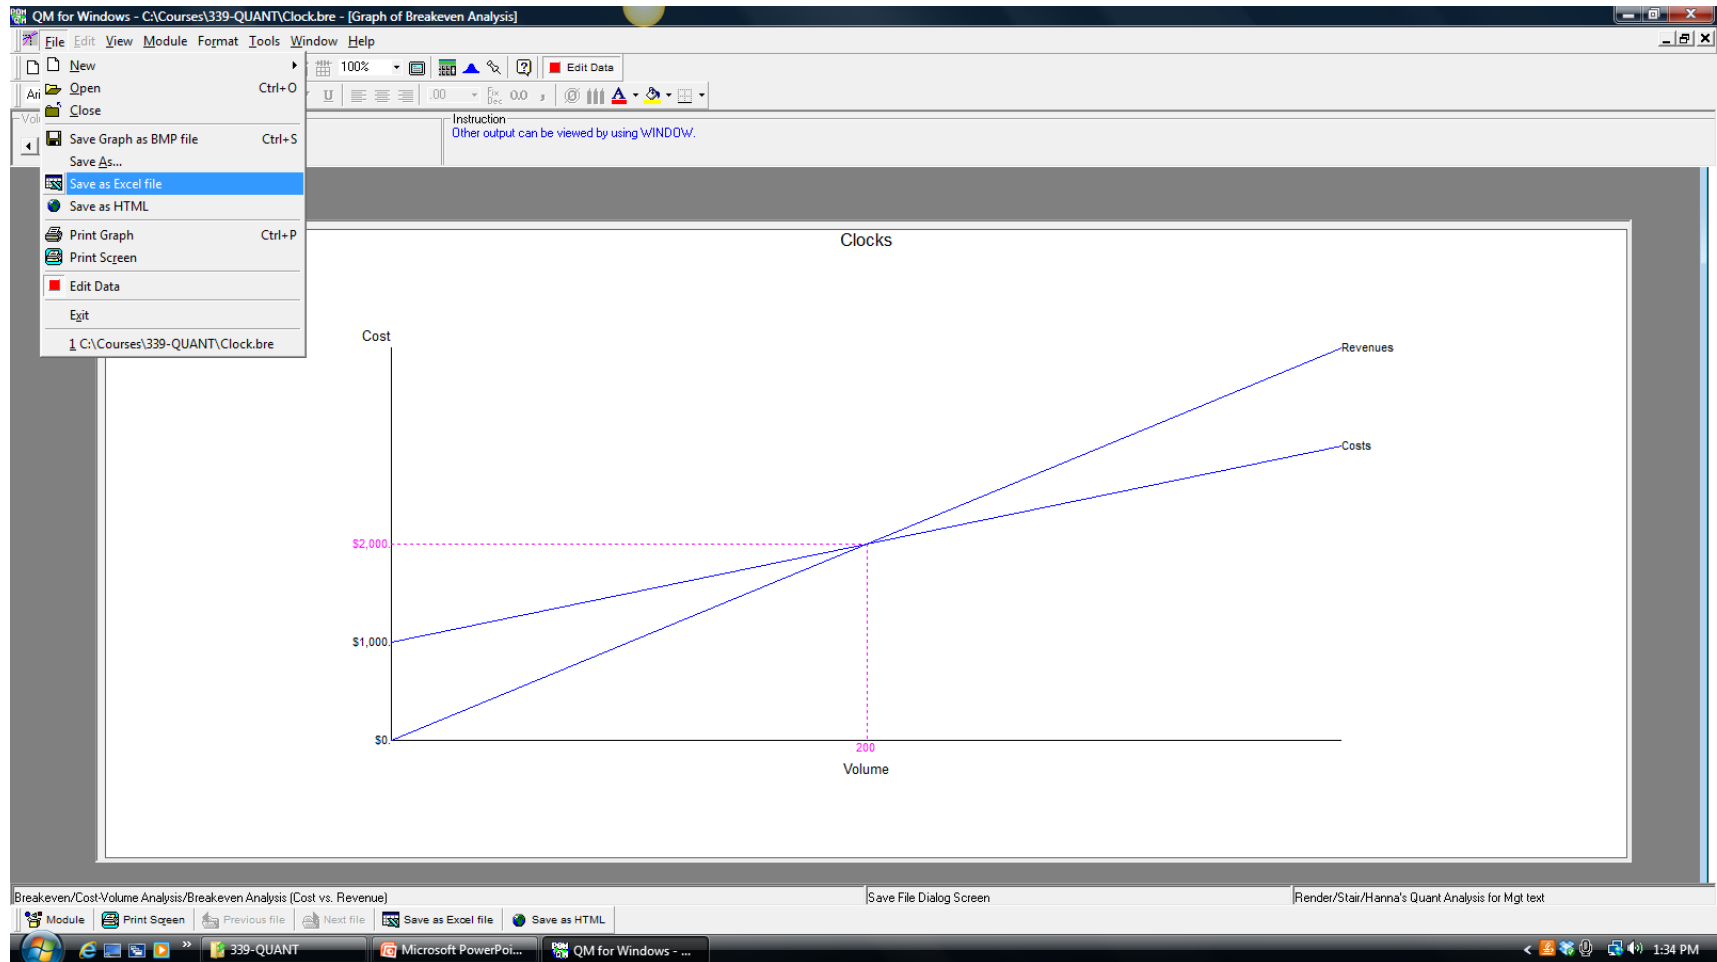 QM for Windows - C:\Courses\339-QUANT\Clock.bre - [Graph of Breakeven Analysis]
File Edit View Module Format Tools Window Help
100% Edit Data
.00 Fix Dec 0.0 ,
U A
New
Open Ctrl+O
Close
Save Graph as BMP file Ctrl+S
Save As...
Save as Excel file
Save as HTML
Print Graph Ctrl+P
Print Screen
Edit Data
Exit
1 C:\Courses\339-QUANT\Clock.bre
Instruction
Other output can be viewed by using WINDOW.
Clocks
Cost
Revenues
Costs
$2,000.
$1,000.
$0.
200
Volume
Breakeven/Cost-Volume Analysis/Breakeven Analysis (Cost vs. Revenue) Save File Dialog Screen Render/Stair/Hanna's Quant Analysis for Mgt text
Module Print Screen Previous file Next file Save as Excel file Save as HTML
339-QUANT Microsoft PowerPoi... QM for Windows - ... 1:34 PM